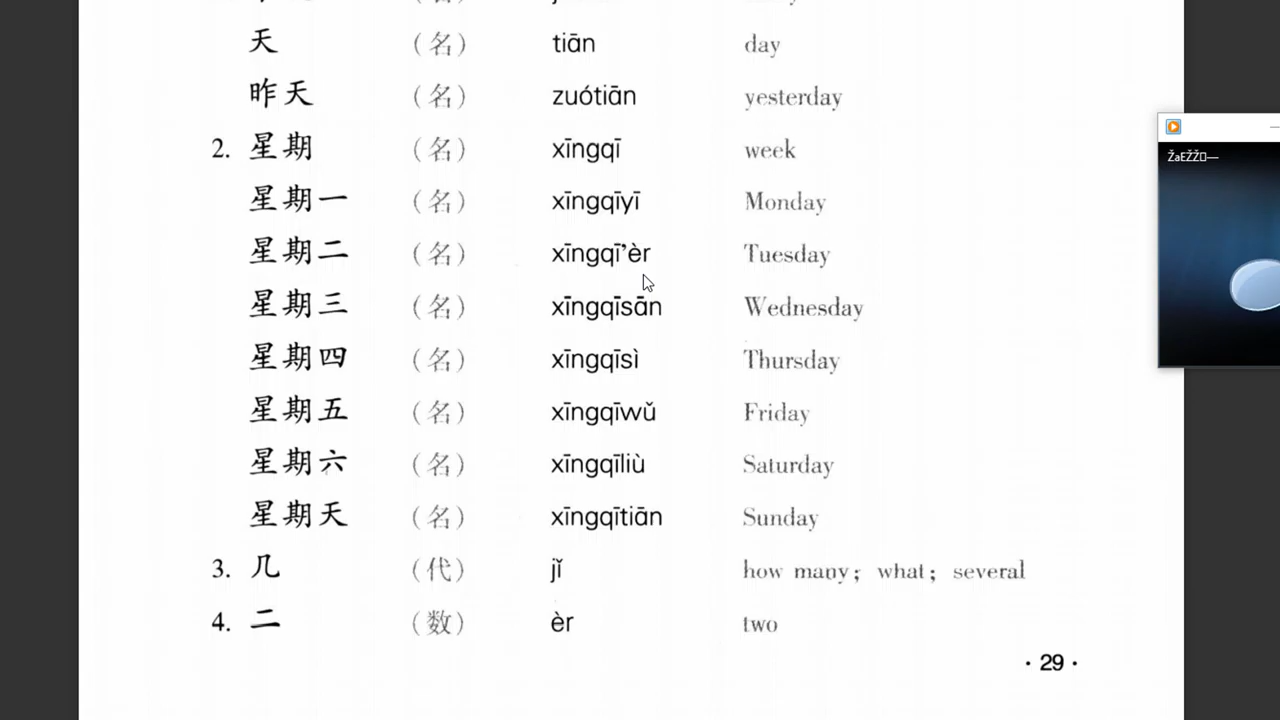 天 （名） tiān day
昨天 （名） zuótiān yesterday
2. 星期 （名） xīngqī week
星期一 （名） xīngqīyī Monday
星期二 （名） xīngqī’èr Tuesday
星期三 （名） xīngqīsān Wednesday
星期四 （名） xīngqīsì Thursday
星期五 （名） xīngqīwǔ Friday
星期六 （名） xīngqīliù Saturday
星期天 （名） xīngqītiān Sunday
3. 几 （代） jǐ how many; what; several
4. 二 （数） èr two
· 29 ·